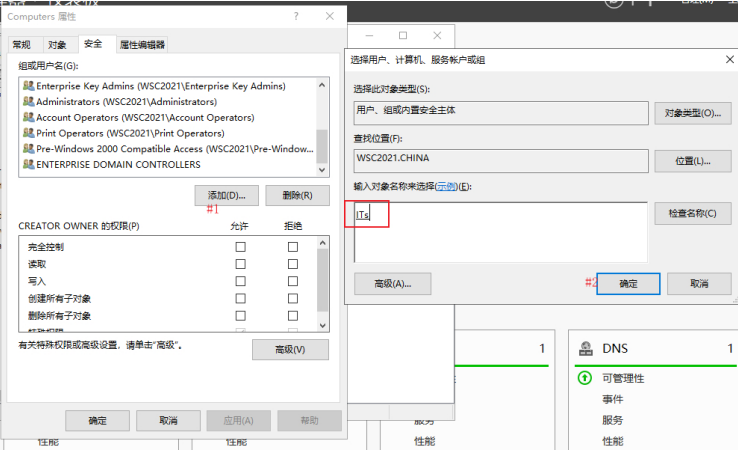 Computers 属性
?
×
常规
对象
安全
属性编辑器
组或用户名(G):
Enterprise Key Admins (WSC2021\Enterprise Key Admins)
Administrators (WSC2021\Administrators)
Account Operators (WSC2021\Account Operators)
Print Operators (WSC2021\Print Operators)
Pre-Windows 2000 Compatible Access (WSC2021\Pre-Window...
ENTERPRISE DOMAIN CONTROLLERS
添加(D)...
删除(R)
#1
CREATOR OWNER 的权限(P)
允许
拒绝
完全控制
读取
写入
创建所有子对象
删除所有子对象
特殊权限
有关特殊权限或高级设置，请单击"高级"。
高级(V)
确定
取消
应用(A)
帮助
选择用户、计算机、服务帐户或组
×
选择此对象类型(S):
用户、组或内置安全主体
对象类型(O)...
查找位置(F):
WSC2021.CHINA
位置(L)...
输入对象名称来选择(示例)(E):
ITs
检查名称(C)
高级(A)...
#2
确定
取消
1
DNS
1
可管理性
事件
服务
服务
性能
性能
性能
性能